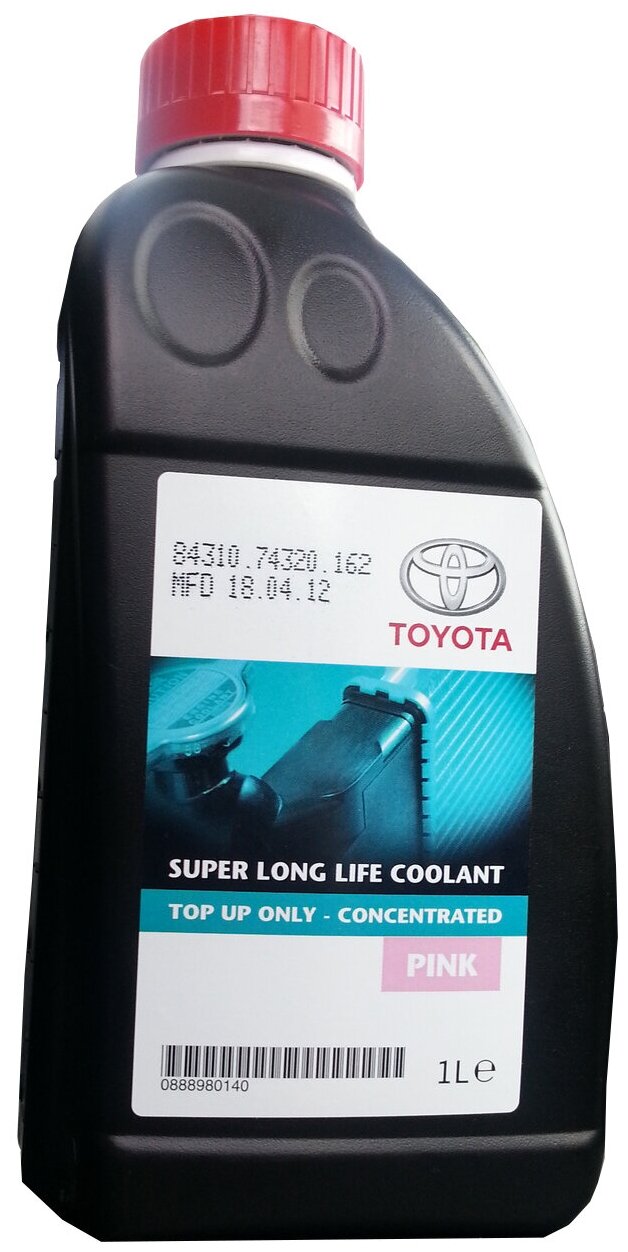 84310.74320.162
MFD 18.04.12
TOYOTA
SUPER LONG LIFE COOLANT
TOP UP ONLY - CONCENTRATED
PINK
0888980140
1L℮